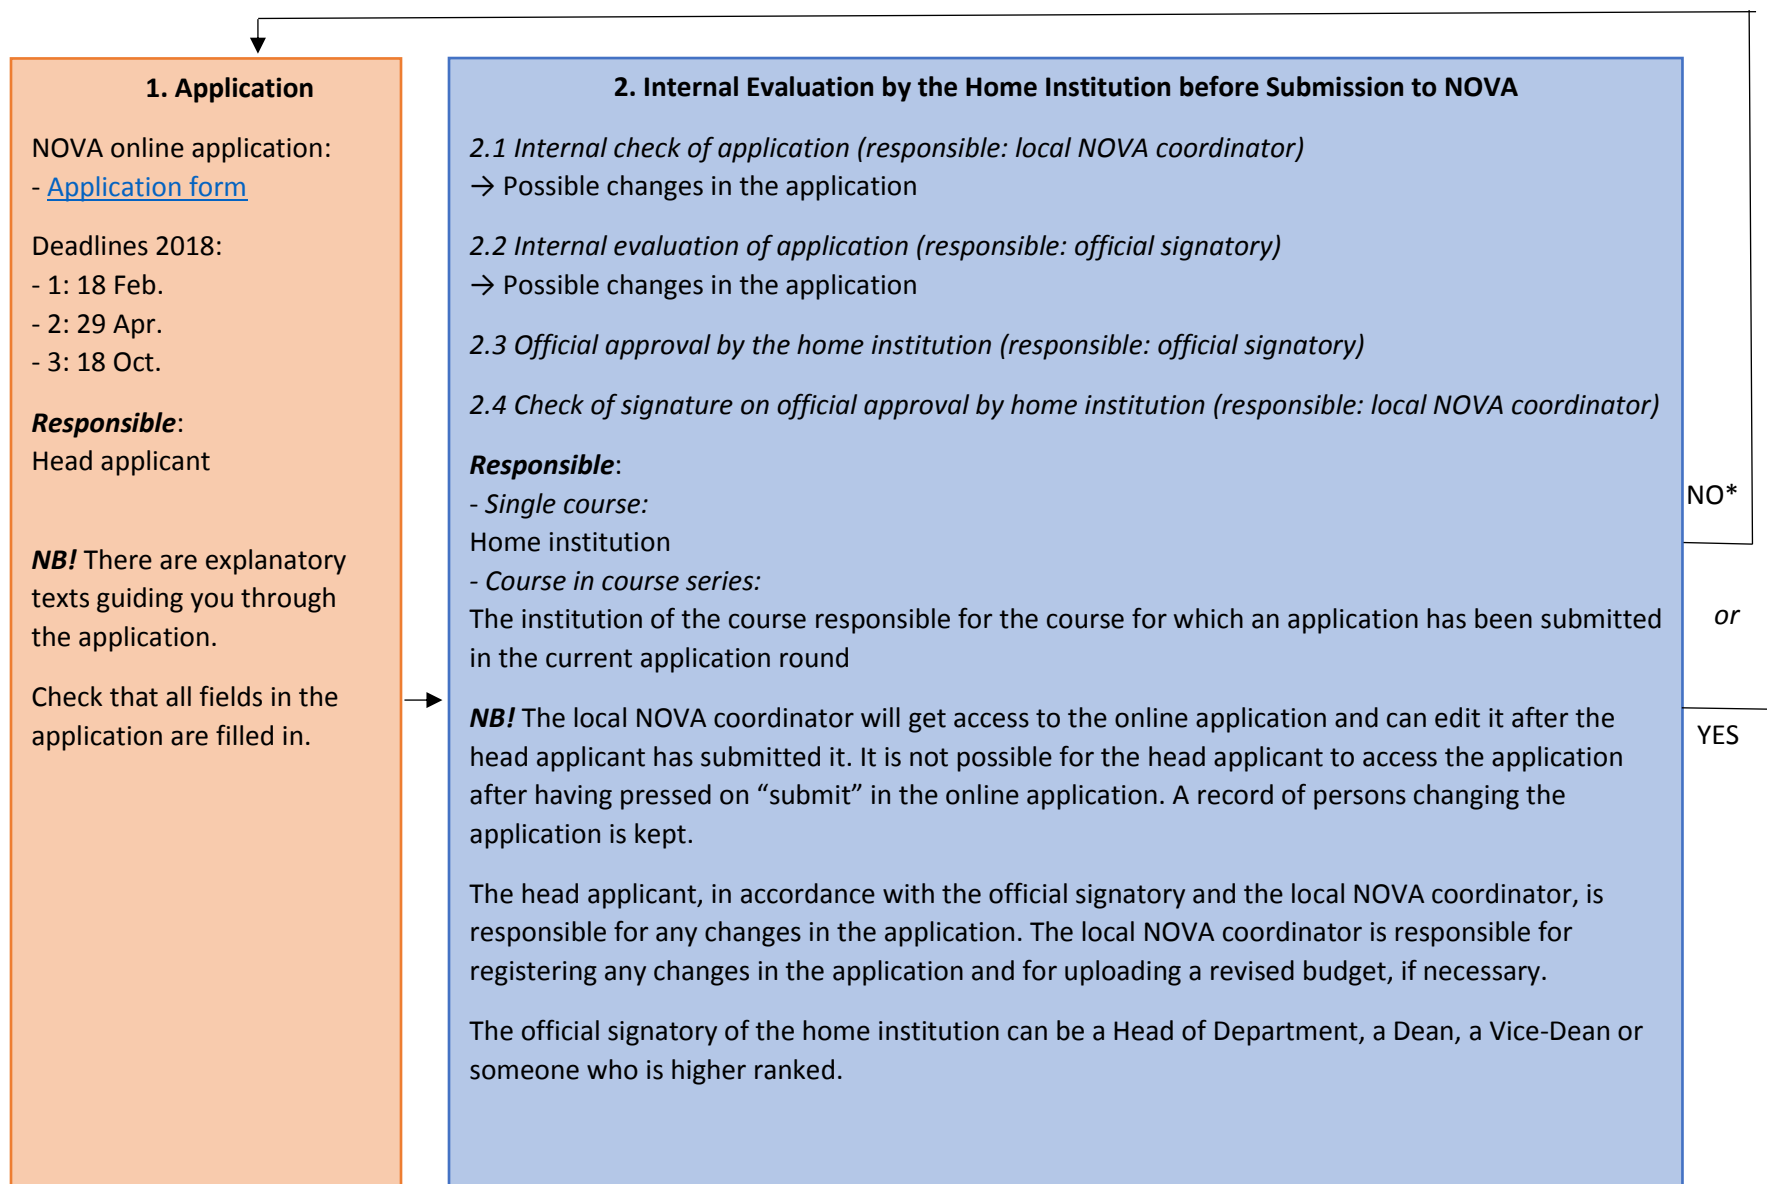 1. Application
NOVA online application:
- Application form
Deadlines 2018:
- 1: 18 Feb.
- 2: 29 Apr.
- 3: 18 Oct.
Responsible:
Head applicant
NB! There are explanatory
texts guiding you through
the application.
Check that all fields in the
application are filled in.
2. Internal Evaluation by the Home Institution before Submission to NOVA
2.1 Internal check of application (responsible: local NOVA coordinator)
→ Possible changes in the application
2.2 Internal evaluation of application (responsible: official signatory)
→ Possible changes in the application
2.3 Official approval by the home institution (responsible: official signatory)
2.4 Check of signature on official approval by home institution (responsible: local NOVA coordinator)
Responsible:
- Single course:
Home institution
- Course in course series:
The institution of the course responsible for the course for which an application has been submitted
in the current application round
NB! The local NOVA coordinator will get access to the online application and can edit it after the
head applicant has submitted it. It is not possible for the head applicant to access the application
after having pressed on “submit” in the online application. A record of persons changing the
application is kept.
The head applicant, in accordance with the official signatory and the local NOVA coordinator, is
responsible for any changes in the application. The local NOVA coordinator is responsible for
registering any changes in the application and for uploading a revised budget, if necessary.
The official signatory of the home institution can be a Head of Department, a Dean, a Vice-Dean or
someone who is higher ranked.
NO*
or
YES